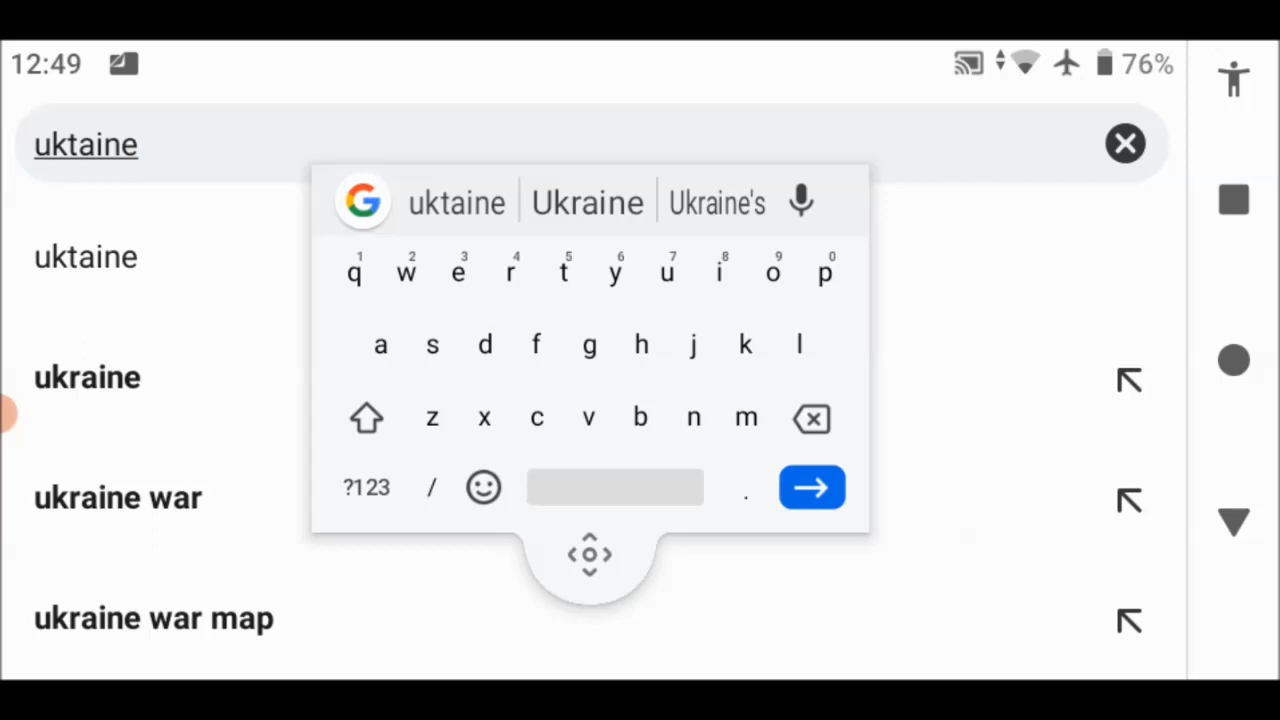 12:49 76%
uktaine
uktaine Ukraine Ukraine's
uktaine
1 2 3 4 5 6 7 8 9 0
q w e r t y u i o p
a s d f g h j k l
ukraine
z x c v b n m
?123 / .
ukraine war
ukraine war map